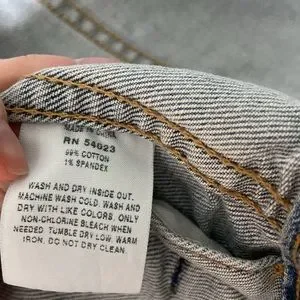 MADE IN CHINA
RN 54023
99% COTTON
1% SPANDEX
WASH AND DRY INSIDE OUT.
MACHINE WASH COLD. WASH AND
DRY WITH LIKE COLORS. ONLY
NON-CHLORINE BLEACH WHEN
NEEDED. TUMBLE DRY LOW. WARM
IRON. DO NOT DRY CLEAN.